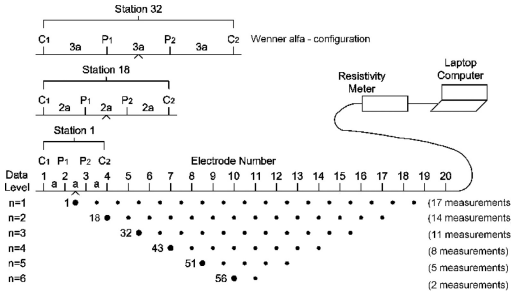 Station 32
C1 P1 P2 C2 Wenner alfa - configuration
3a 3a 3a
Station 18
C1 P1 P2 C2
2a 2a 2a
Resistivity Meter
Laptop Computer
Station 1
C1 P1 P2 C2 Electrode Number
Data Level 1 2 3 4 5 6 7 8 9 10 11 12 13 14 15 16 17 18 19 20
a a a
n=1 1 (17 measurements
n=2 18 (14 measurements
n=3 32 (11 measurements
n=4 43 (8 measurements)
n=5 51 (5 measurements)
n=6 56 (2 measurements)